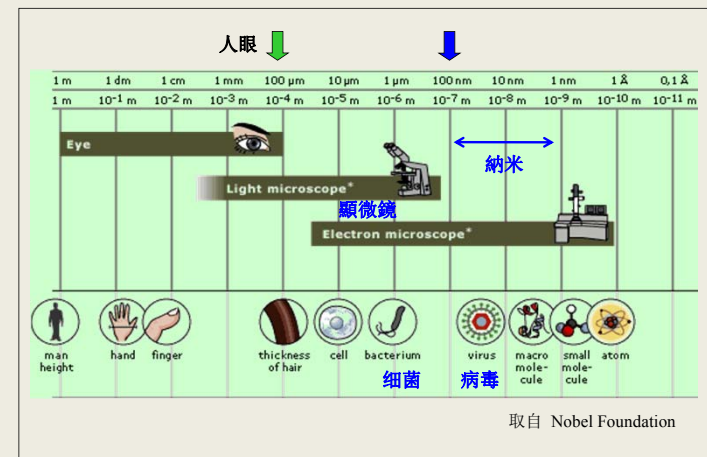 人眼
1 m 1 dm 1 cm 1 mm 100 µm 10 µm 1 µm 100 nm 10 nm 1 nm 1 Å 0,1 Å
1 m 10⁻¹ m 10⁻² m 10⁻³ m 10⁻⁴ m 10⁻⁵ m 10⁻⁶ m 10⁻⁷ m 10⁻⁸ m 10⁻⁹ m 10⁻¹⁰ m 10⁻¹¹ m
Eye
納米
Light microscope*
顯微鏡
Electron microscope*
man height
hand
finger
thickness of hair
cell
bacterium
virus
macro mole-cule
small mole-cule
atom
细菌
病毒
取自 Nobel Foundation